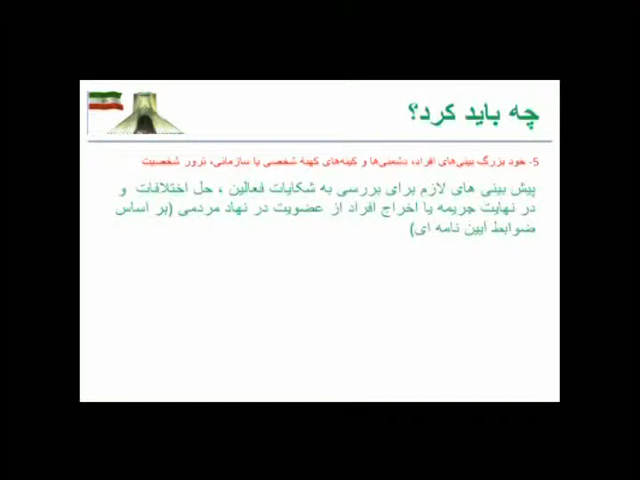 چه باید کرد؟
5- خود بزرگ بینی‌های افراد، دشمنی‌ها و کینه‌های کهنهٔ شخصی یا سازمانی، ترور شخصیت
پیش بینی های لازم برای بررسی به شکایات فعالین ، حل اختلافات و
در نهایت جریمه یا اخراج افراد از عضویت در نهاد مردمی (بر اساس
ضوابط آیین نامه ای)